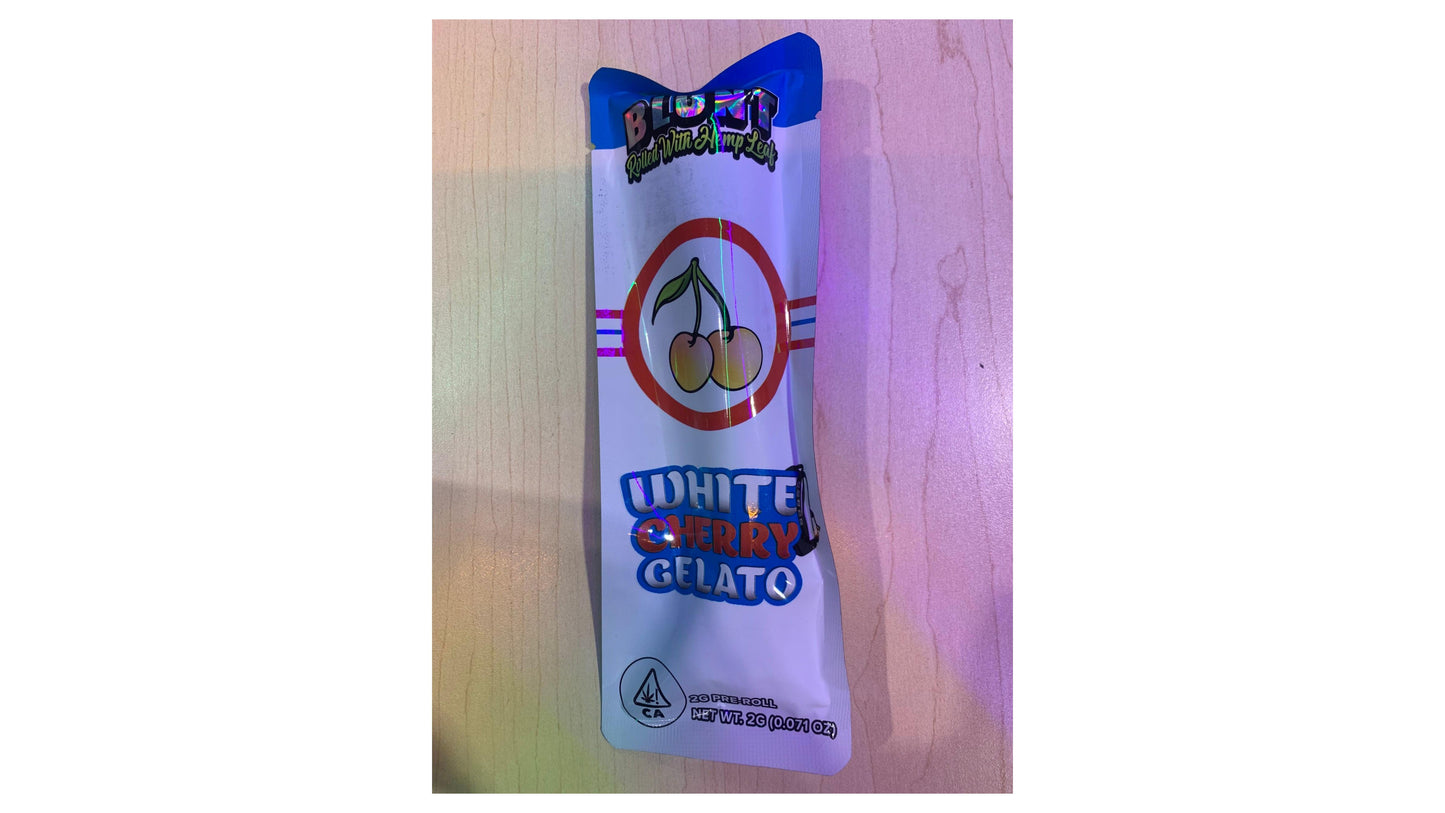 BLUNT
Rolled With Hemp Leaf
WHITE
CHERRY
GELATO
CA
2G PRE-ROLL
NET WT. 2G (0.071 OZ)